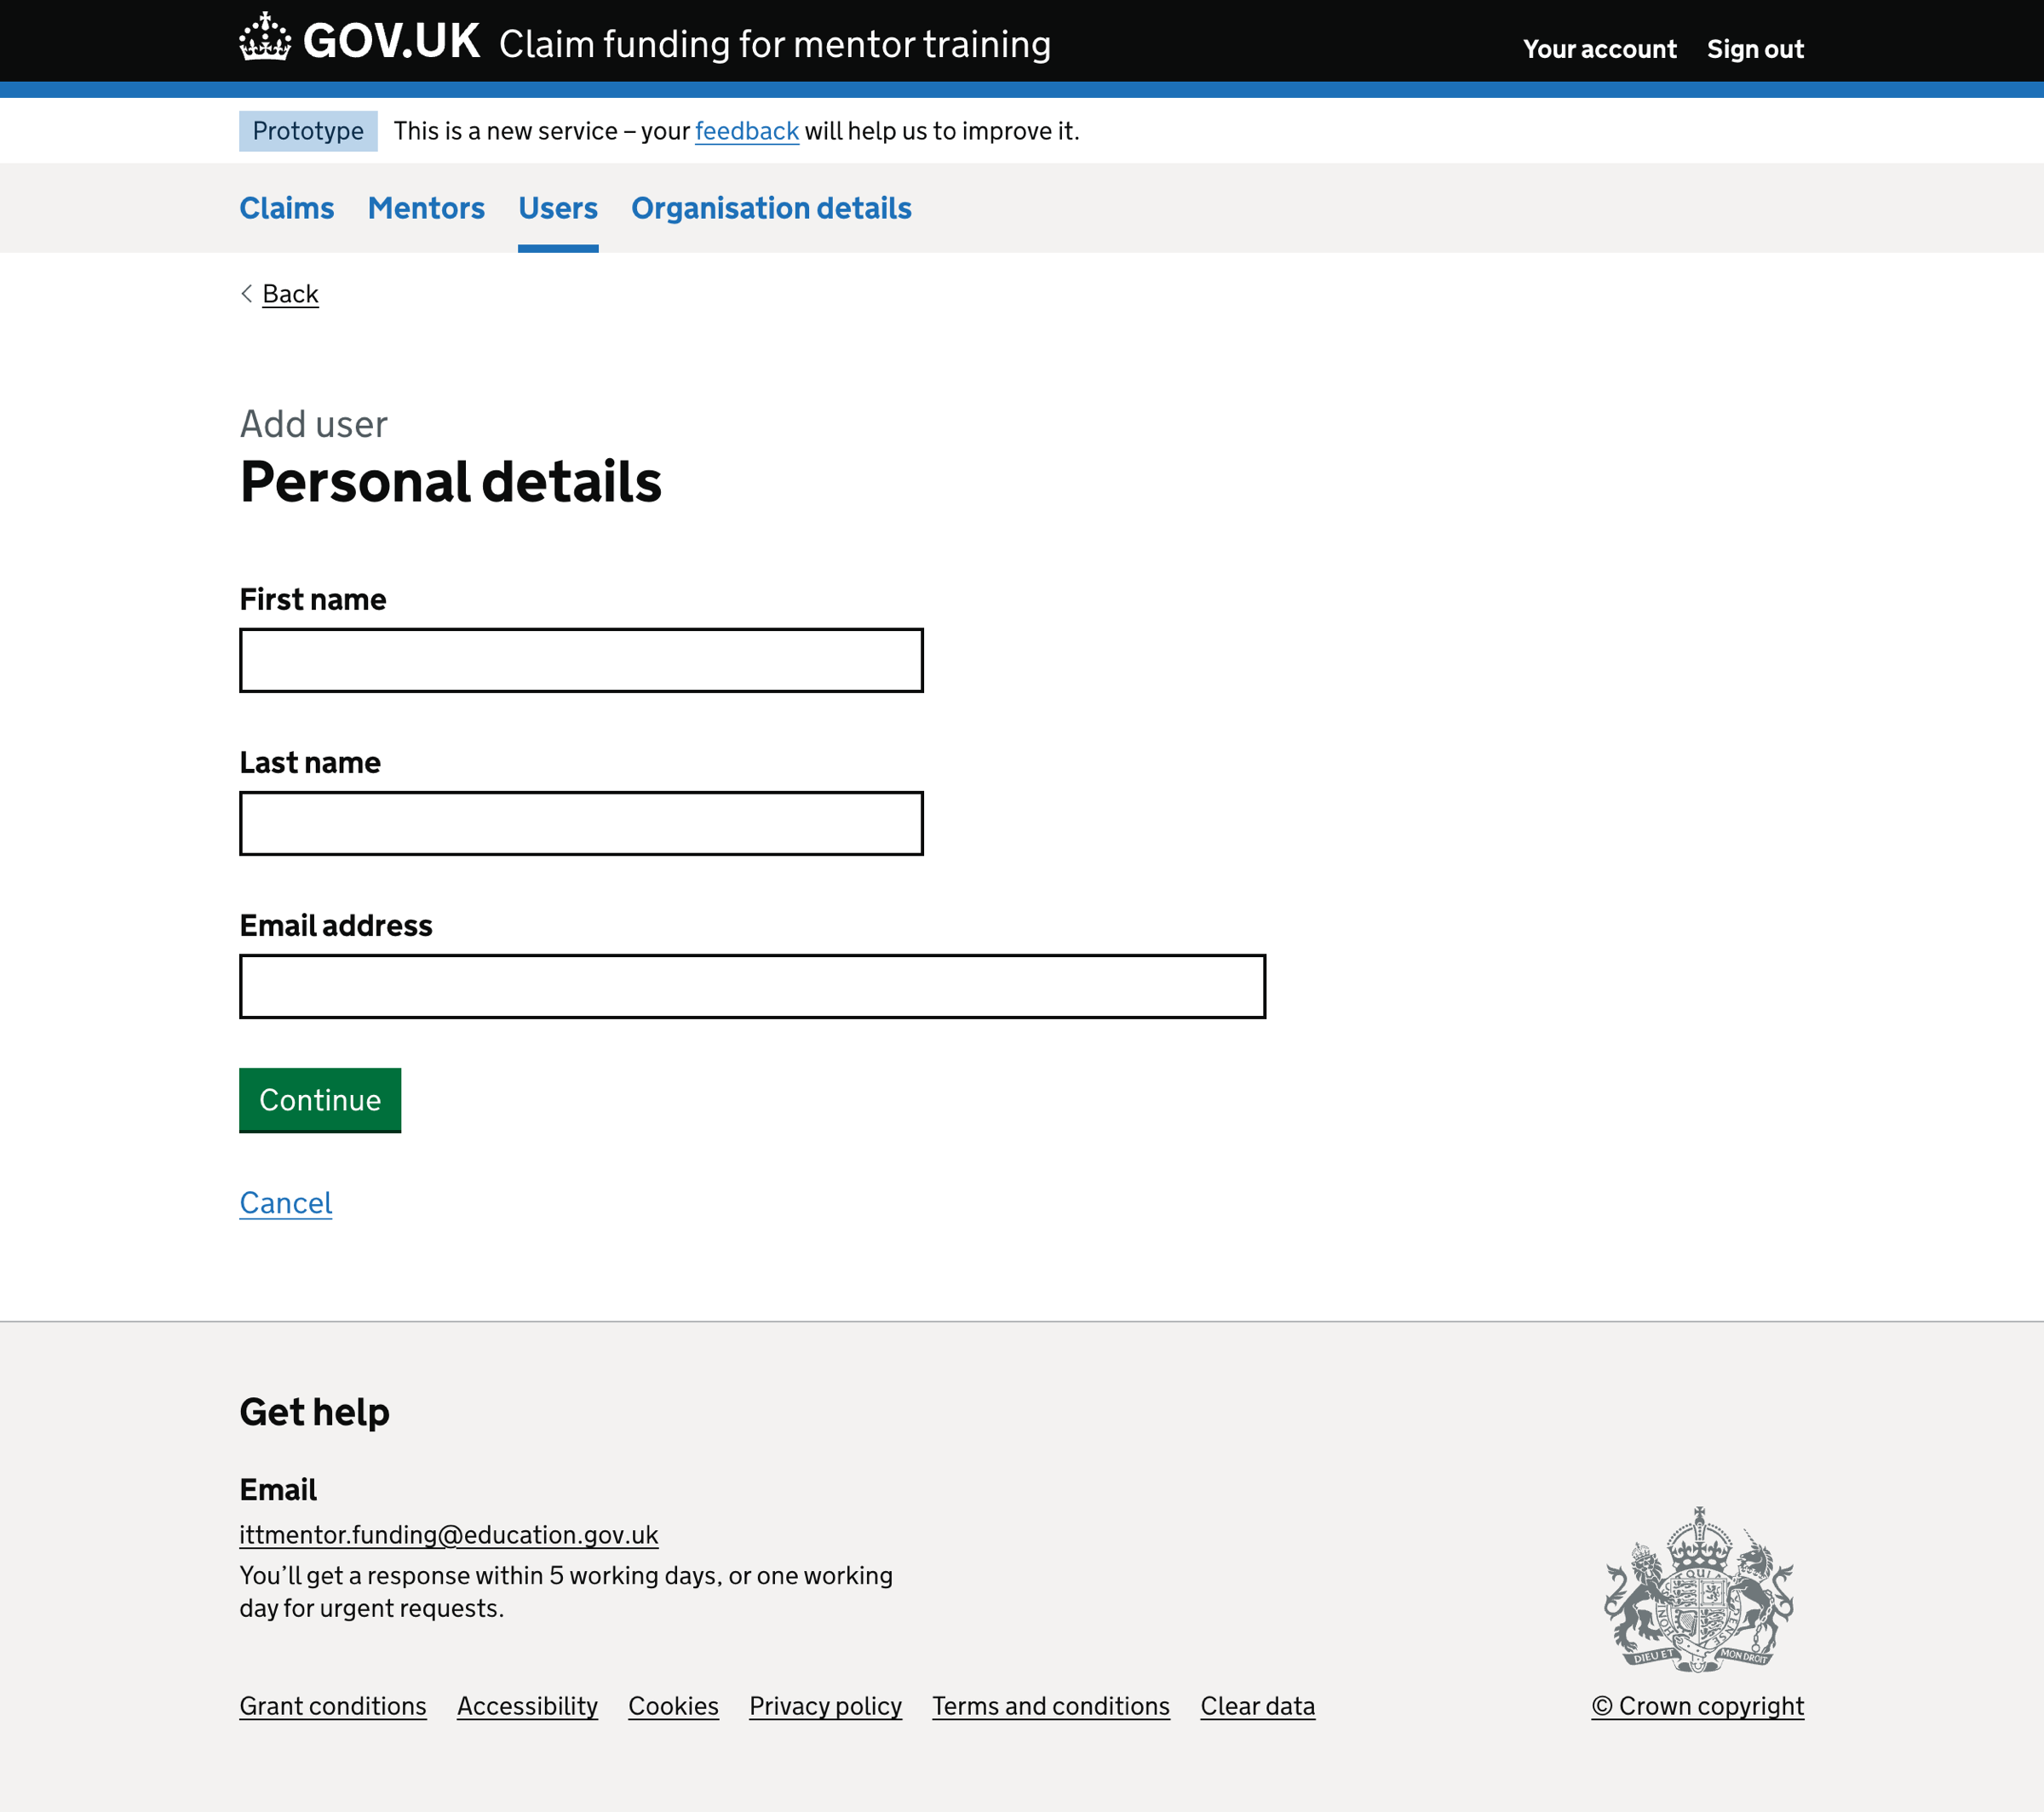 GOV.UK Claim funding for mentor training
Your account Sign out
Prototype This is a new service – your feedback will help us to improve it.
Claims Mentors Users Organisation details
Back
Add user
Personal details
First name
Last name
Email address
Continue
Cancel
Get help
Email
ittmentor.funding@education.gov.uk
You’ll get a response within 5 working days, or one working
day for urgent requests.
DIEU ET MON DROIT
Grant conditions Accessibility Cookies Privacy policy Terms and conditions Clear data
© Crown copyright